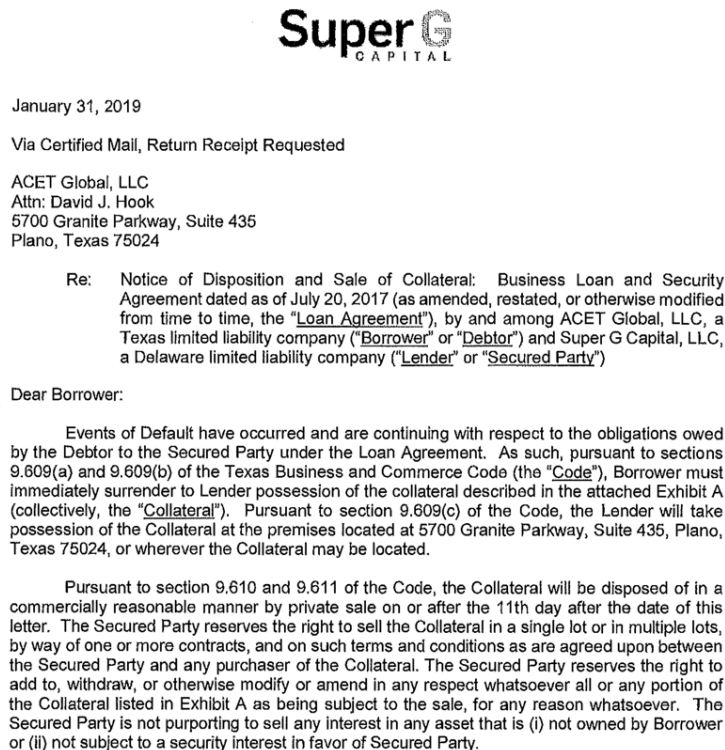 Super G
CAPITAL
January 31, 2019
Via Certified Mail, Return Receipt Requested
ACET Global, LLC
Attn: David J. Hook
5700 Granite Parkway, Suite 435
Plano, Texas 75024
Re: Notice of Disposition and Sale of Collateral: Business Loan and Security
Agreement dated as of July 20, 2017 (as amended, restated, or otherwise modified
from time to time, the "Loan Agreement"), by and among ACET Global, LLC, a
Texas limited liability company ("Borrower" or "Debtor") and Super G Capital, LLC,
a Delaware limited liability company ("Lender" or "Secured Party")
Dear Borrower:
Events of Default have occurred and are continuing with respect to the obligations owed
by the Debtor to the Secured Party under the Loan Agreement. As such, pursuant to sections
9.609(a) and 9.609(b) of the Texas Business and Commerce Code (the "Code"), Borrower must
immediately surrender to Lender possession of the collateral described in the attached Exhibit A
(collectively, the "Collateral"). Pursuant to section 9.609(c) of the Code, the Lender will take
possession of the Collateral at the premises located at 5700 Granite Parkway, Suite 435, Plano,
Texas 75024, or wherever the Collateral may be located.
Pursuant to section 9.610 and 9.611 of the Code, the Collateral will be disposed of in a
commercially reasonable manner by private sale on or after the 11th day after the date of this
letter. The Secured Party reserves the right to sell the Collateral in a single lot or in multiple lots,
by way of one or more contracts, and on such terms and conditions as are agreed upon between
the Secured Party and any purchaser of the Collateral. The Secured Party reserves the right to
add to, withdraw, or otherwise modify or amend in any respect whatsoever all or any portion of
the Collateral listed in Exhibit A as being subject to the sale, for any reason whatsoever. The
Secured Party is not purporting to sell any interest in any asset that is (i) not owned by Borrower
or (ii) not subject to a security interest in favor of Secured Party.